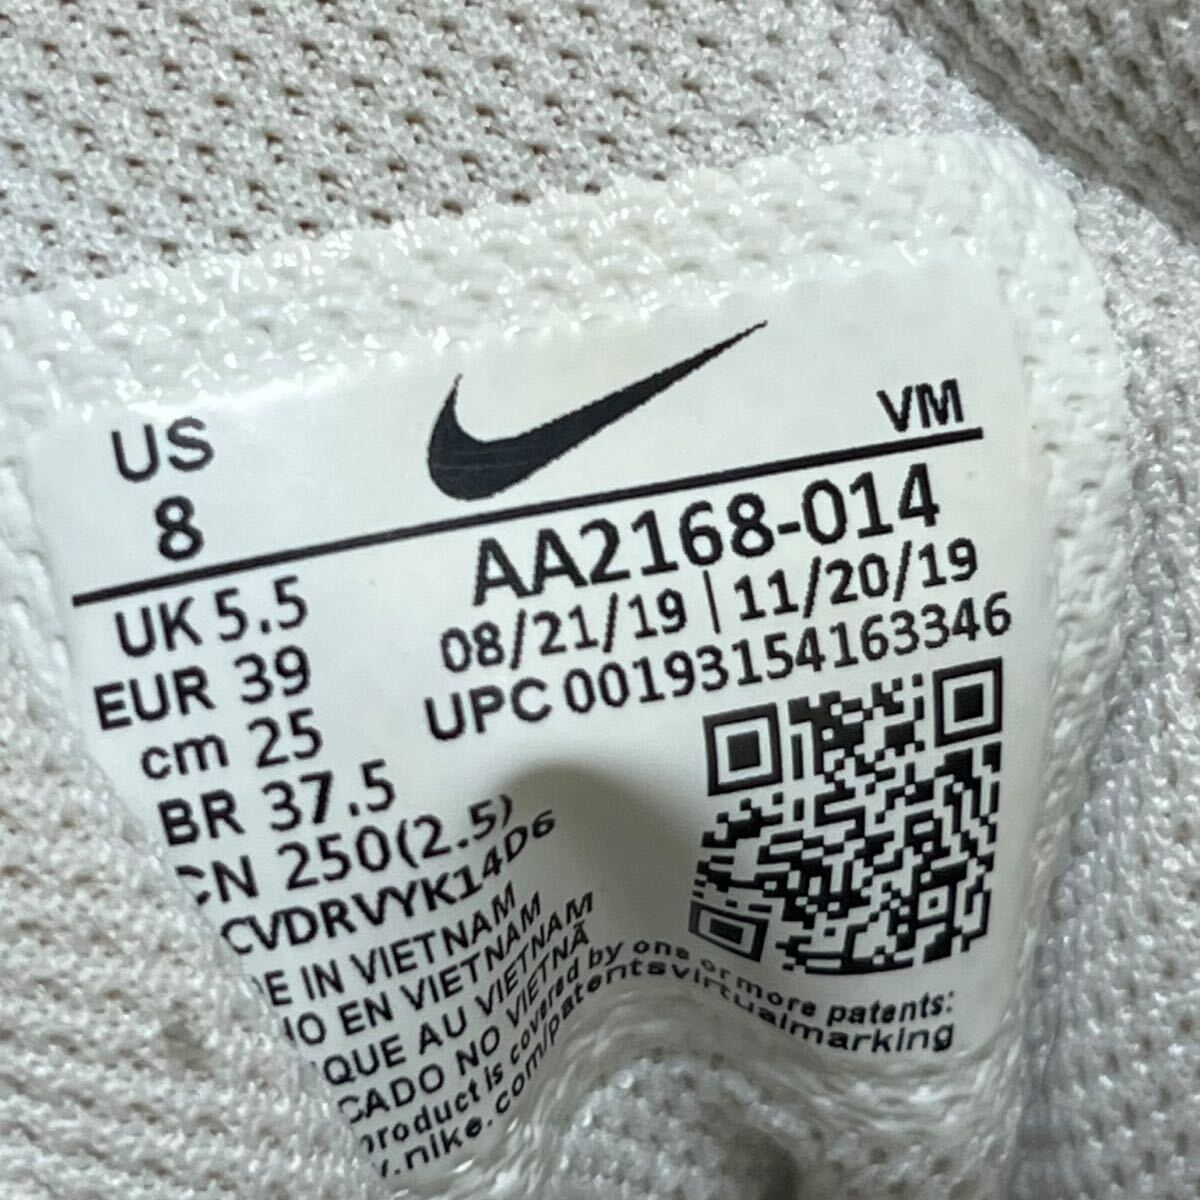 US
8
VM
AA2168-014
08/21/19 | 11/20/19
UPC 00193154163346
UK 5.5
EUR 39
cm 25
BR 37.5
CN 250(2.5)
CVDRVYK14D6
IN VIETNAM
EN VIETNAM
AU VIETNAM
NO VIETNÃ
product is covered by one or more patents:
.nike.com/patentsvirtualmarking